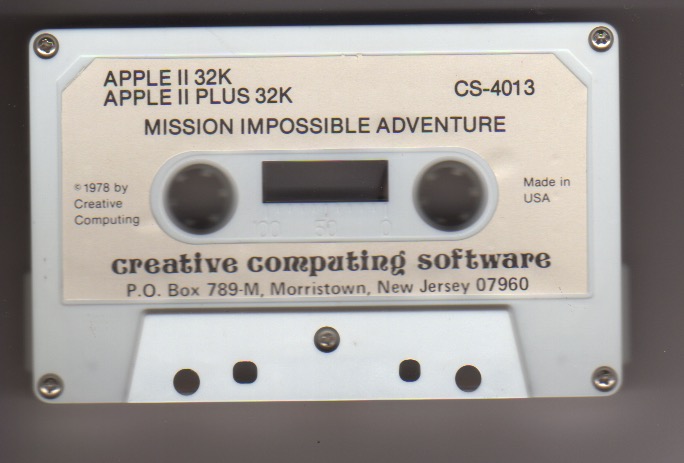 APPLE II 32K
APPLE II PLUS 32K
CS-4013
MISSION IMPOSSIBLE ADVENTURE
© 1978 by
Creative
Computing
Made in
USA
100 50 0
creative computing software
P.O. Box 789-M, Morristown, New Jersey 07960